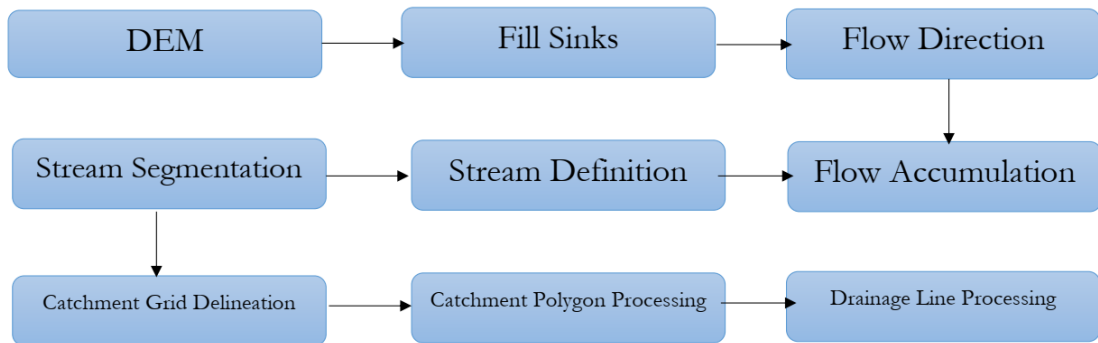 DEM
Fill Sinks
Flow Direction
Stream Segmentation
Stream Definition
Flow Accumulation
Catchment Grid Delineation
Catchment Polygon Processing
Drainage Line Processing